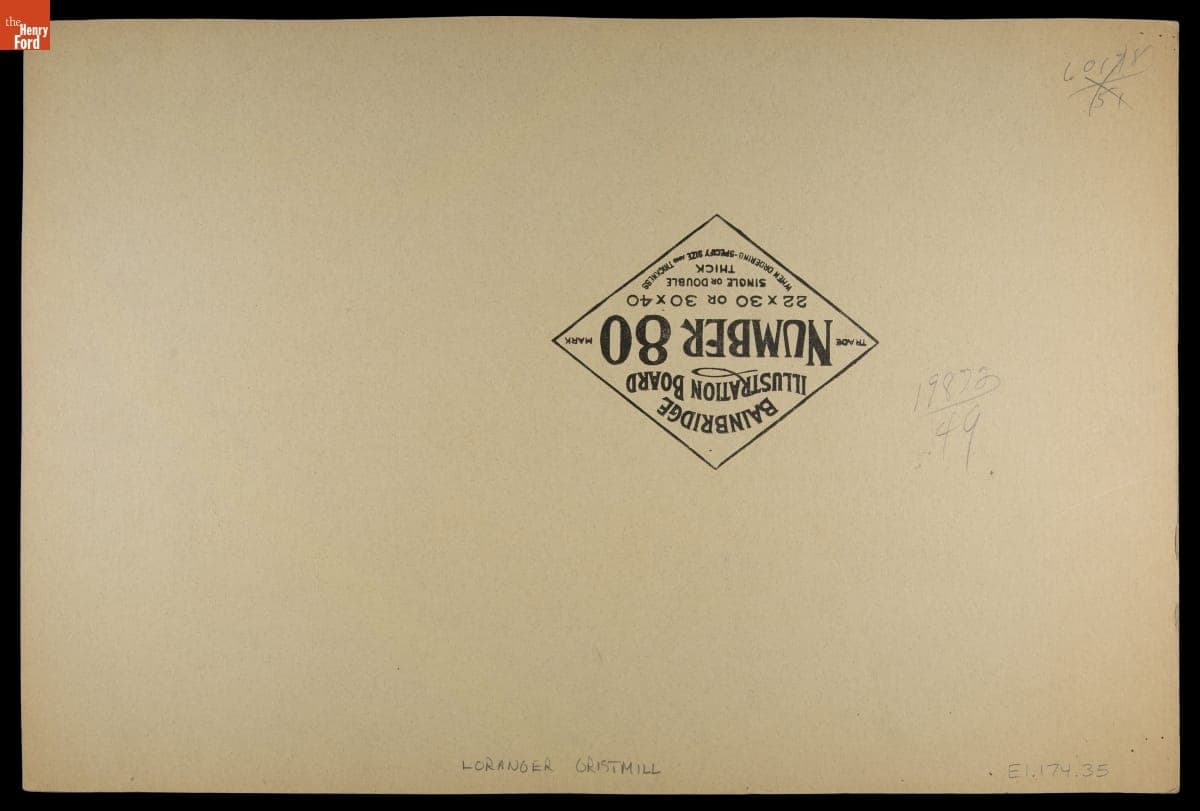 the
Henry
Ford
BAINBRIDGE
ILLUSTRATION BOARD
TRADE NUMBER 80 MARK
22 x 30 OR 30 x 40
SINGLE OR DOUBLE
THICK
WHEN ORDERING-SPECIFY SIZE AND THICKNESS
49
LORANGER GRISTMILL
E1.174.35